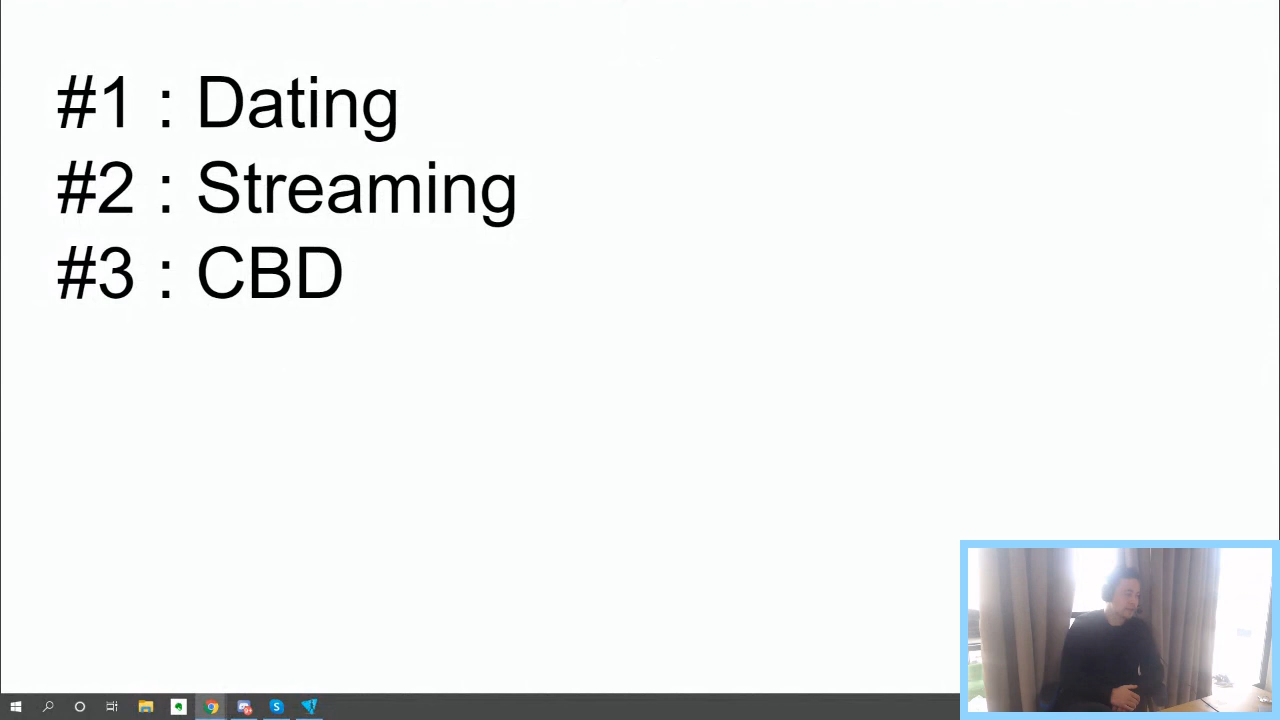 #1 : Dating
#2 : Streaming
#3 : CBD